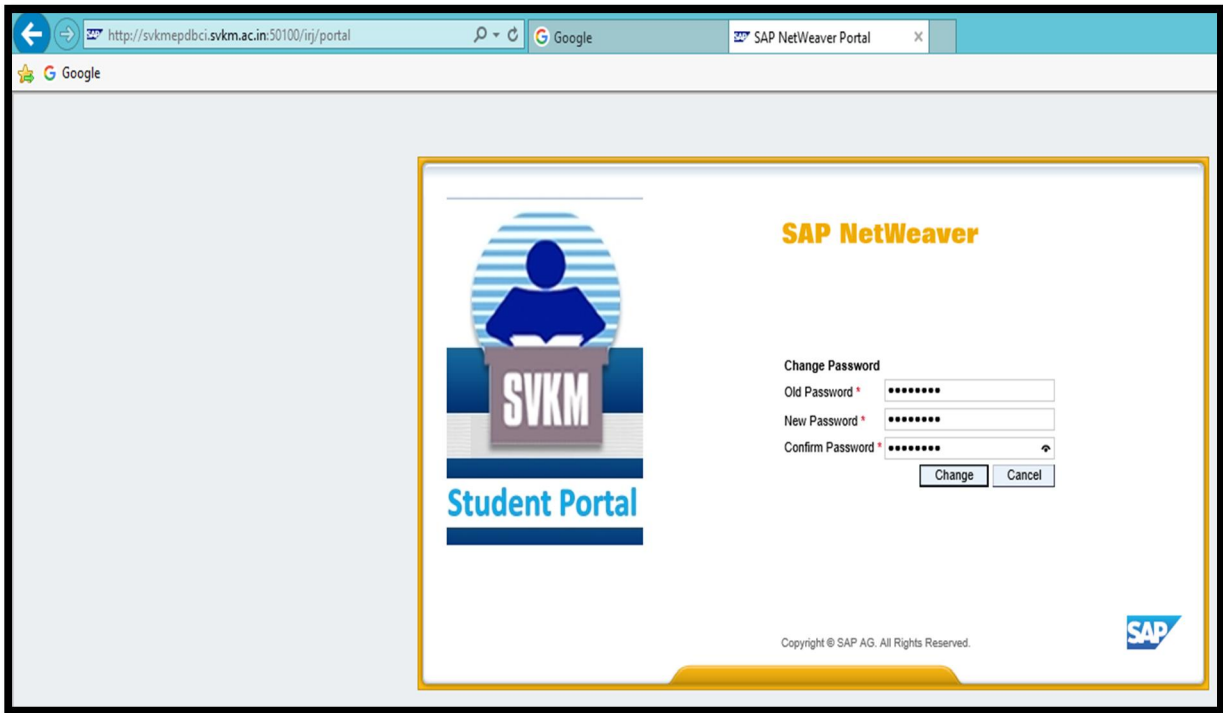 http://svkmepdbci.svkm.ac.in:50100/irj/portal
Google
SAP NetWeaver Portal
Google
SAP NetWeaver
SVKM
Student Portal
Change Password
Old Password * ••••••••
New Password * ••••••••
Confirm Password * ••••••••
Change Cancel
Copyright © SAP AG. All Rights Reserved.
SAP